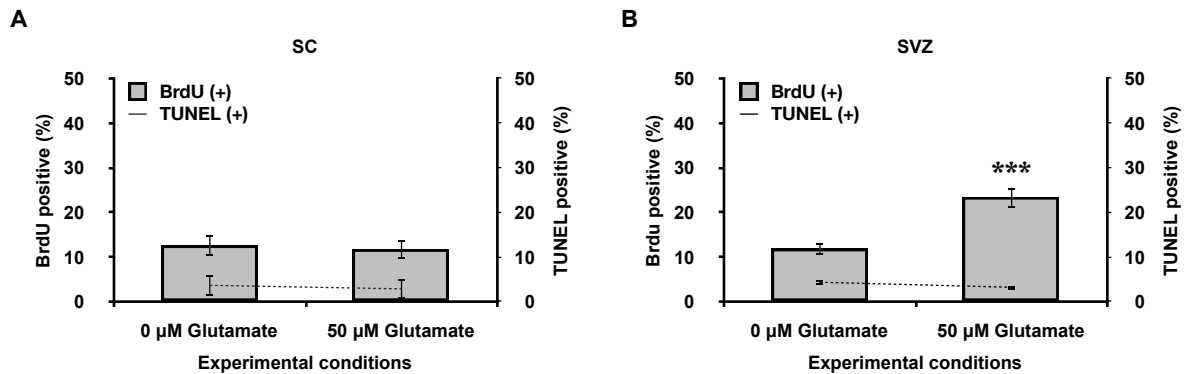 A
SC
BrdU positive (%)
50
40
30
20
10
0
BrdU (+)
TUNEL (+)
50
40
30
20
10
0
TUNEL positive (%)
0 µM Glutamate
50 µM Glutamate
Experimental conditions
B
SVZ
Brdu positive (%)
50
40
30
20
10
0
BrdU (+)
TUNEL (+)
***
50
40
30
20
10
0
TUNEL positive (%)
0 µM Glutamate
50 µM Glutamate
Experimental conditions